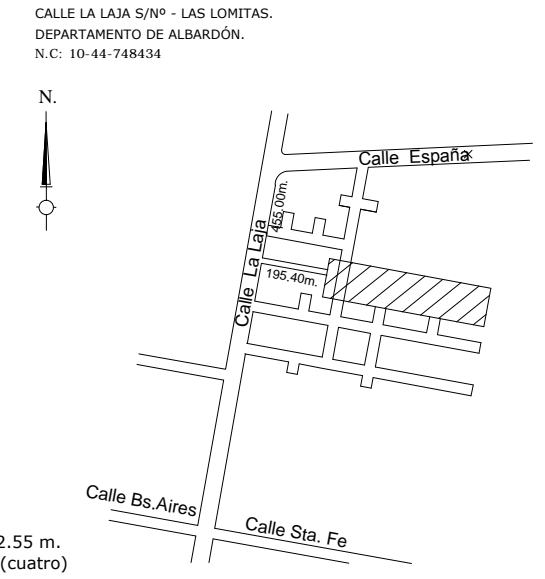 CALLE LA LAJA S/Nº - LAS LOMITAS.
DEPARTAMENTO DE ALBARDÓN.
N.C: 10-44-748434
N.
Calle España
455.00m.
Calle La Laja
195.40m.
Calle Bs.Aires
Calle Sta. Fe
2.55 m.
(cuatro)